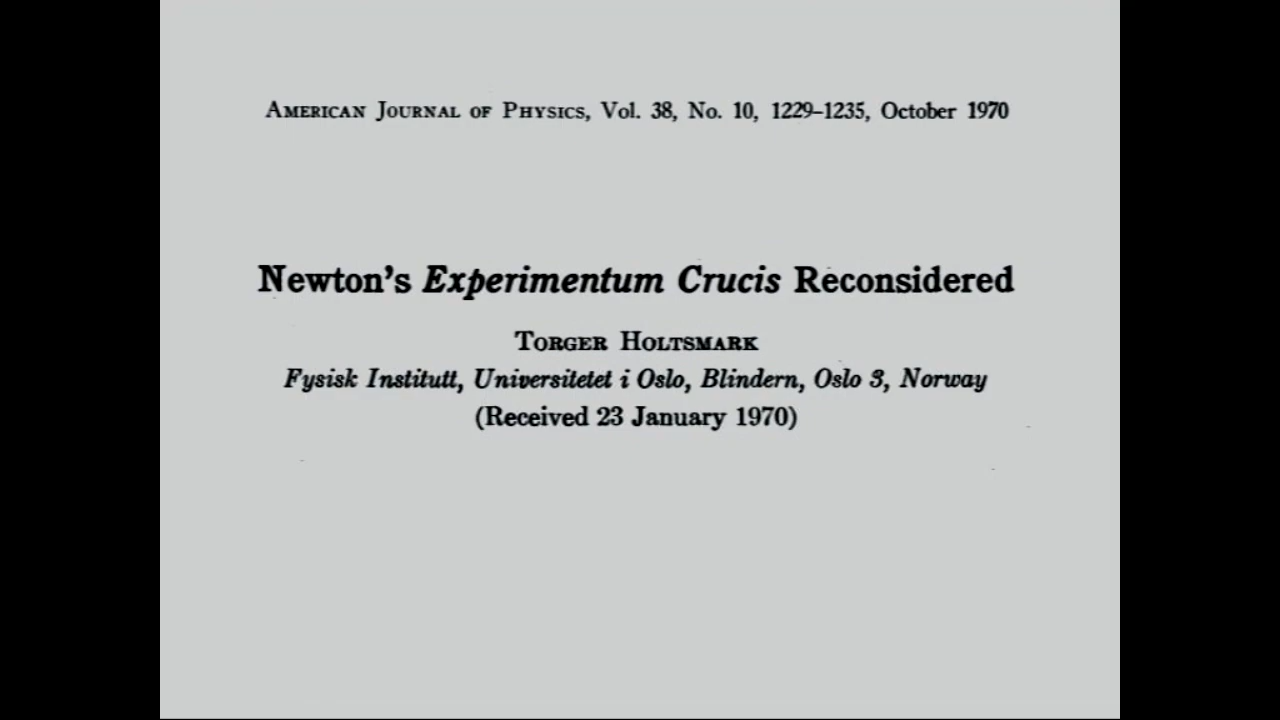 American Journal of Physics, Vol. 38, No. 10, 1229–1235, October 1970
Newton's Experimentum Crucis Reconsidered
Torger Holtsmark
Fysisk Institutt, Universitetet i Oslo, Blindern, Oslo 3, Norway
(Received 23 January 1970)